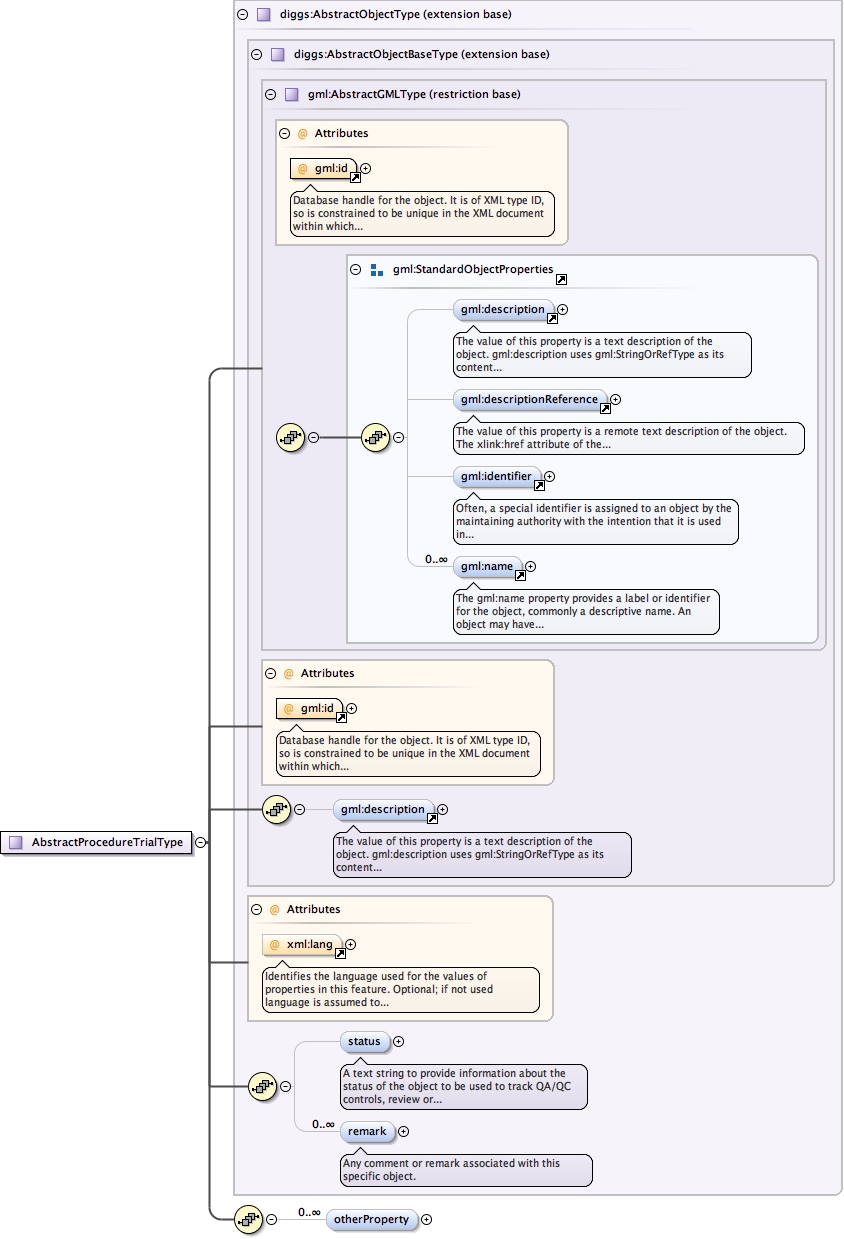 diggs:AbstractObjectType (extension base)
diggs:AbstractObjectBaseType (extension base)
gml:AbstractGMLType (restriction base)
@ Attributes
@ gml:id
Database handle for the object. It is of XML type ID,
so is constrained to be unique in the XML document
within which...
gml:StandardObjectProperties
gml:description
The value of this property is a text description of the
object. gml:description uses gml:StringOrRefType as its
content...
gml:descriptionReference
The value of this property is a remote text description of the object.
The xlink:href attribute of the...
gml:identifier
Often, a special identifier is assigned to an object by the
maintaining authority with the intention that it is used
in...
0..∞
gml:name
The gml:name property provides a label or identifier
for the object, commonly a descriptive name. An
object may have...
@ Attributes
@ gml:id
Database handle for the object. It is of XML type ID,
so is constrained to be unique in the XML document
within which...
gml:description
The value of this property is a text description of the
object. gml:description uses gml:StringOrRefType as its
content...
AbstractProcedureTrialType
@ Attributes
@ xml:lang
Identifies the language used for the values of
properties in this feature. Optional; if not used
language is assumed to...
status
A text string to provide information about the
status of the object to be used to track QA/QC
controls, review or...
0..∞
remark
Any comment or remark associated with this
specific object.
0..∞
otherProperty